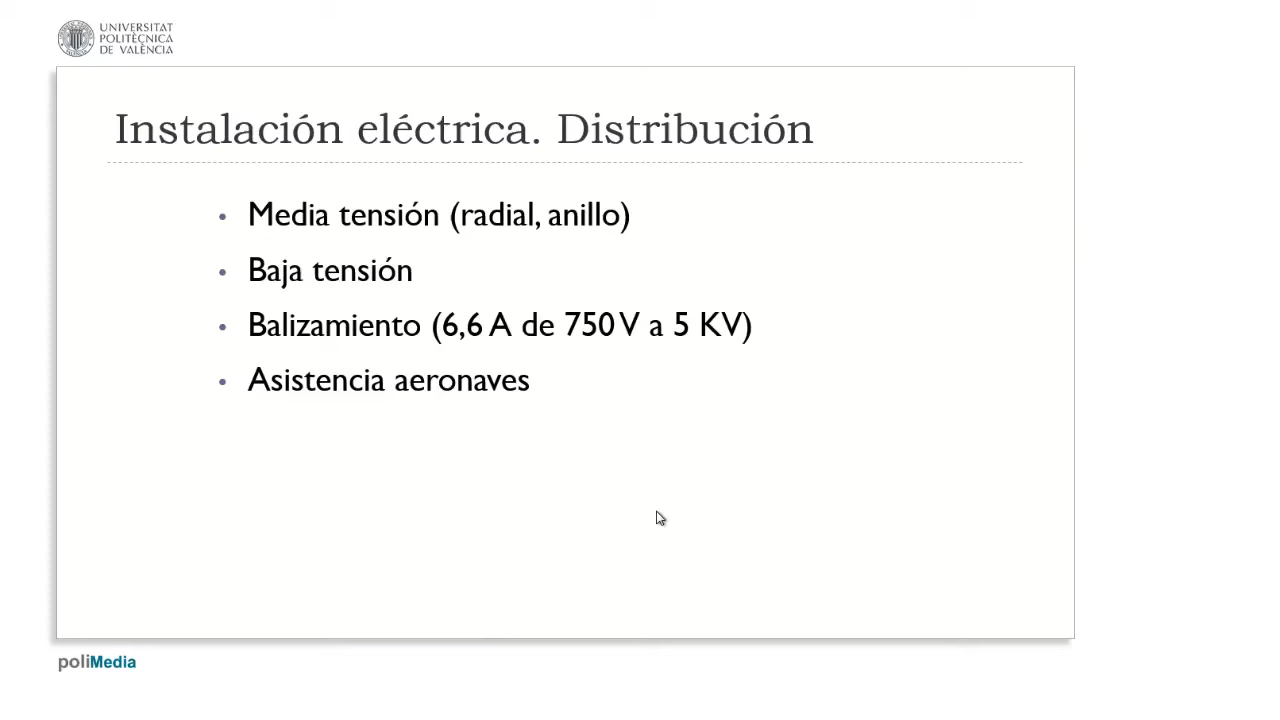 UNIVERSITAT
POLITÈCNICA
DE VALÈNCIA
Instalación eléctrica. Distribución
• Media tensión (radial, anillo)
• Baja tensión
• Balizamiento (6,6 A de 750 V a 5 KV)
• Asistencia aeronaves
poliMedia